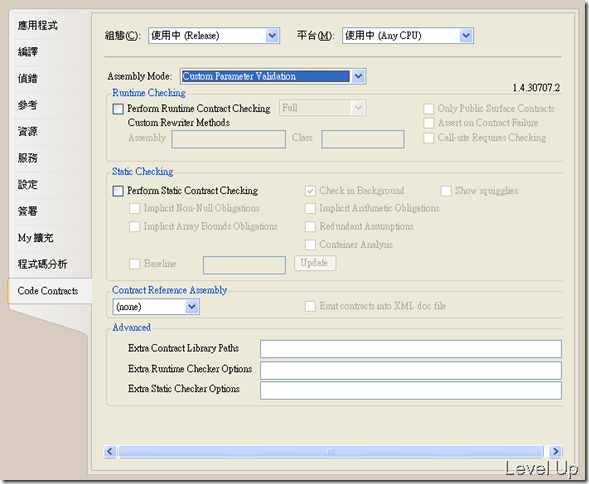 應用程式
編譯
偵錯
參考
資源
服務
設定
簽署
My 擴充
程式碼分析
Code Contracts
組態(C): 使用中 (Release) 平台(M): 使用中 (Any CPU)
Assembly Mode: Custom Parameter Validation
1.4.30707.2
Runtime Checking
Perform Runtime Contract Checking Full Only Public Surface Contracts
Custom Rewriter Methods Assert on Contract Failure
Assembly Class Call-site Requires Checking
Static Checking
Perform Static Contract Checking Check in Background Show squigglies
Implicit Non-Null Obligations Implicit Arithmetic Obligations
Implicit Array Bounds Obligations Redundant Assumptions
Container Analysis
Baseline Update
Contract Reference Assembly
(none) Emit contracts into XML doc file
Advanced
Extra Contract Library Paths
Extra Runtime Checker Options
Extra Static Checker Options
Level Up